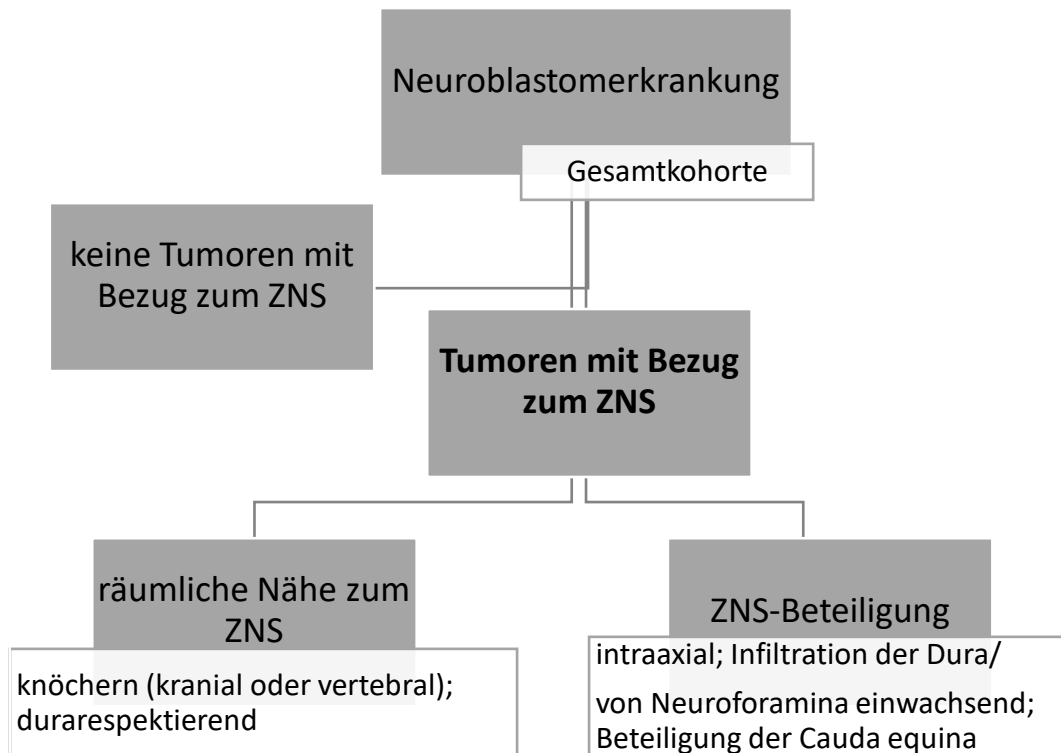 Neuroblastomerkrankung
Gesamtkohorte
keine Tumoren mit
Bezug zum ZNS
Tumoren mit Bezug
zum ZNS
räumliche Nähe zum
ZNS
knöchern (kranial oder vertebral);
durarespektierend
ZNS-Beteiligung
intraaxial; Infiltration der Dura/
von Neuroforamina einwachsend;
Beteiligung der Cauda equina